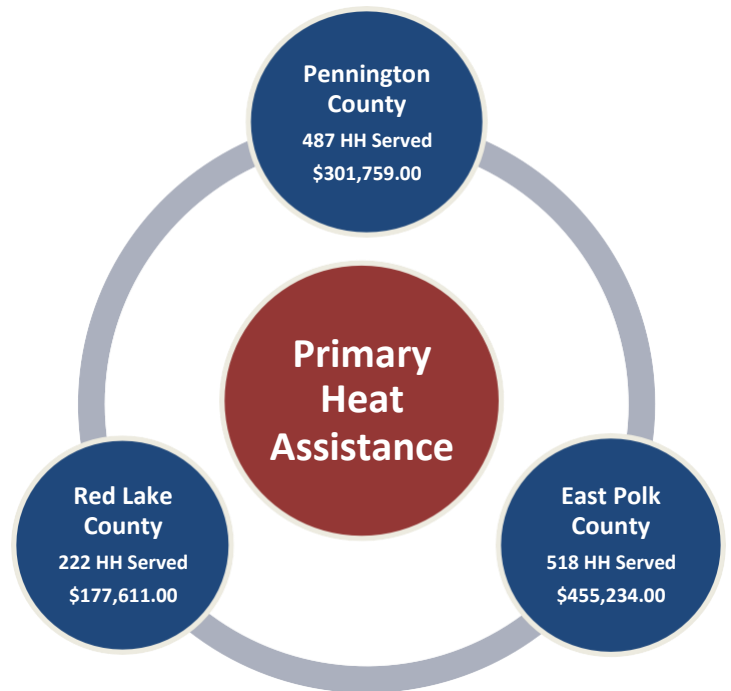 Pennington
County
487 HH Served
$301,759.00
Primary
Heat
Assistance
Red Lake
County
222 HH Served
$177,611.00
East Polk
County
518 HH Served
$455,234.00